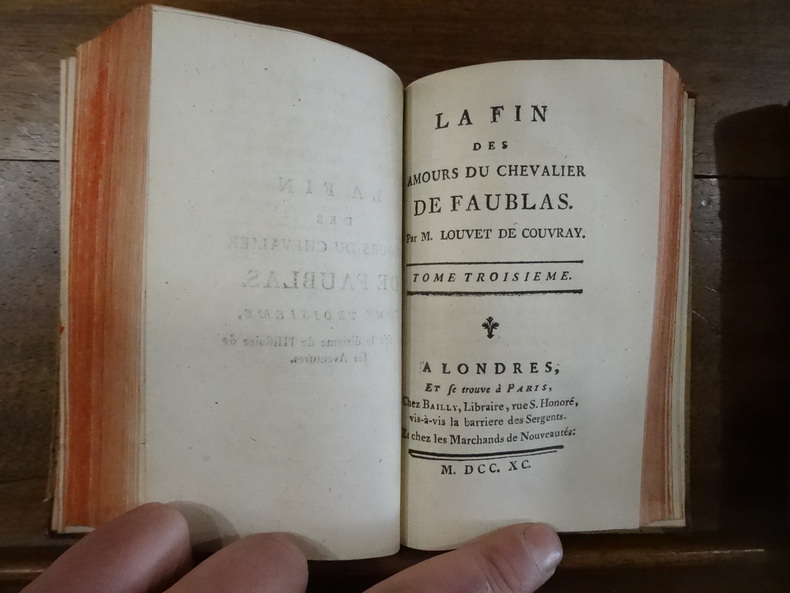 LA FIN
DES
AMOURS DU CHEVALIER
DE FAUBLAS.
Par M. LOUVET DE COUVRAY.
TOME TROISIEME.
A LONDRES,
ET se trouve à PARIS,
Chez BAILLY, Libraire, rue S. Honoré,
vis-à-vis la barriere des Sergents.
Et chez les Marchands de Nouveautés.
M. DCC. XC.